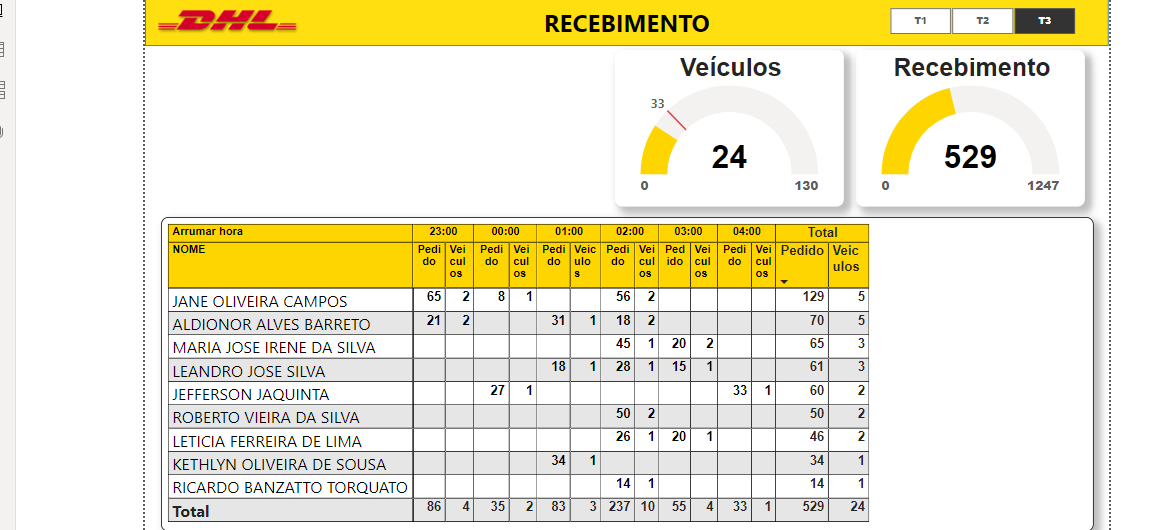 DHL RECEBIMENTO T1 T2 T3
Veículos Recebimento
33
24 529
0 130 0 1247
Arrumar hora 23:00 00:00 01:00 02:00 03:00 04:00 Total
NOME Pedido Veiculos Pedido Veiculos Pedido Veiculos Pedido Veiculos Pedido Veiculos Pedido Veiculos Pedido Veiculos
JANE OLIVEIRA CAMPOS 65 2 8 1 56 2 129 5
ALDIONOR ALVES BARRETO 21 2 31 1 18 2 70 5
MARIA JOSE IRENE DA SILVA 45 1 20 2 65 3
LEANDRO JOSE SILVA 18 1 28 1 15 1 61 3
JEFFERSON JAQUINTA 27 1 33 1 60 2
ROBERTO VIEIRA DA SILVA 50 2 50 2
LETICIA FERREIRA DE LIMA 26 1 20 1 46 2
KETHLYN OLIVEIRA DE SOUSA 34 1 34 1
RICARDO BANZATTO TORQUATO 14 1 14 1
Total 86 4 35 2 83 3 237 10 55 4 33 1 529 24